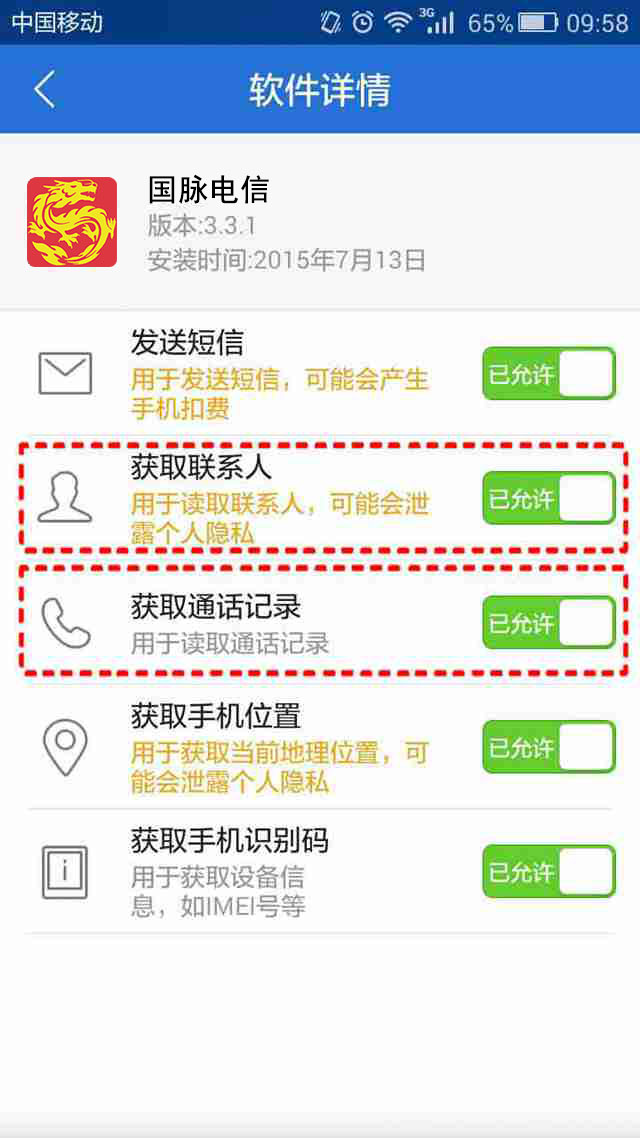 中国移动 3G 65% 09:58
软件详情
国脉电信
版本:3.3.1
安装时间:2015年7月13日
发送短信
用于发送短信，可能会产生
手机扣费
已允许
获取联系人
用于读取联系人，可能会泄
露个人隐私
已允许
获取通话记录
用于读取通话记录
已允许
获取手机位置
用于获取当前地理位置，可
能会泄露个人隐私
已允许
获取手机识别码
用于获取设备信
息，如IMEI号等
已允许